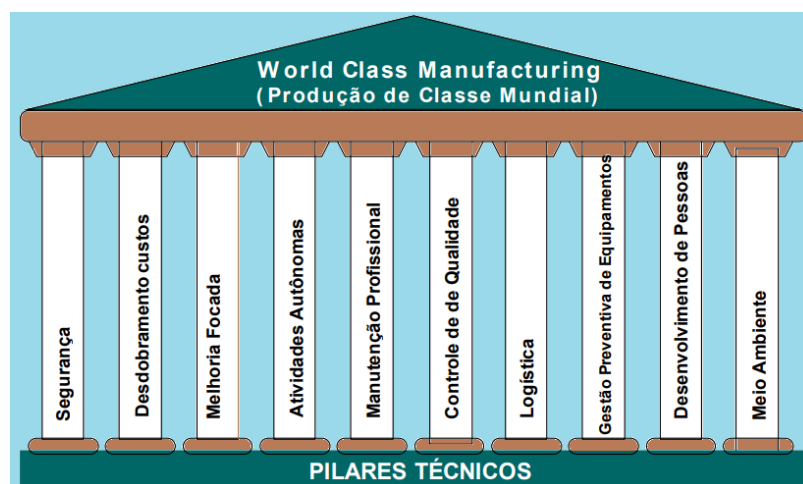 World Class Manufacturing
(Produção de Classe Mundial)
Segurança
Desdobramento custos
Melhoria Focada
Atividades Autônomas
Manutenção Profissional
Controle de de Qualidade
Logística
Gestão Preventiva de Equipamentos
Desenvolvimento de Pessoas
Meio Ambiente
PILARES TÉCNICOS